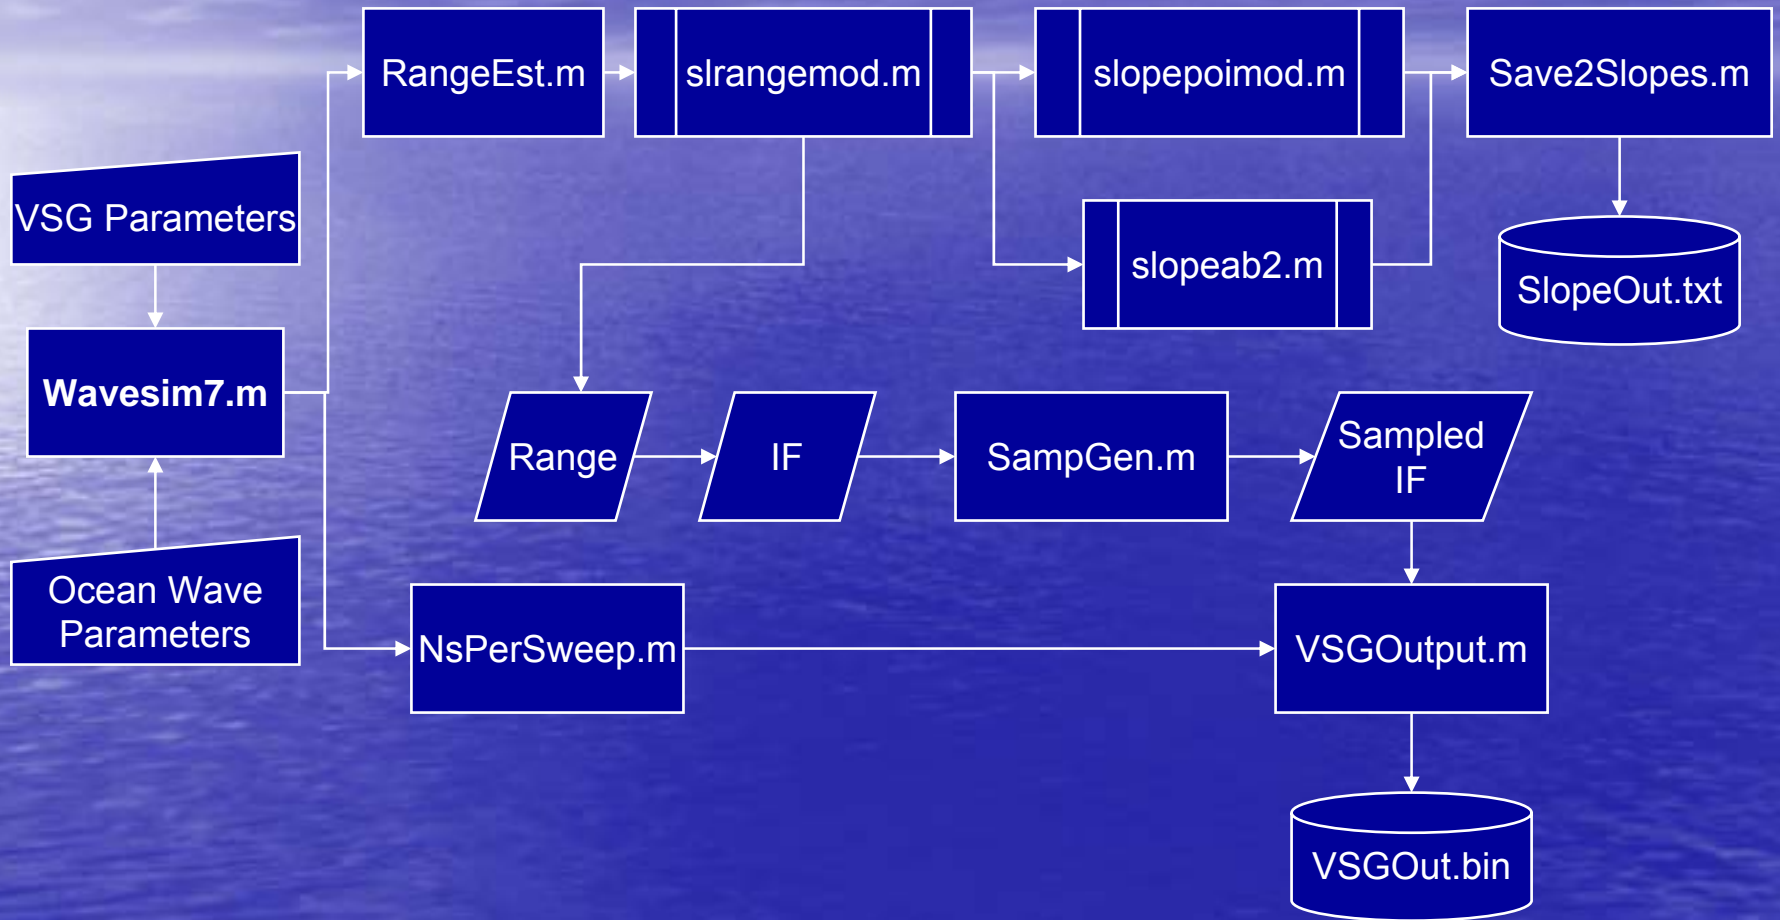 RangeEst.m
slrangemod.m
slopepoimod.m
Save2Slopes.m
VSG Parameters
slopeab2.m
SlopeOut.txt
Wavesim7.m
Range
IF
SampGen.m
Sampled
IF
Ocean Wave
Parameters
NsPerSweep.m
VSGOutput.m
VSGOut.bin